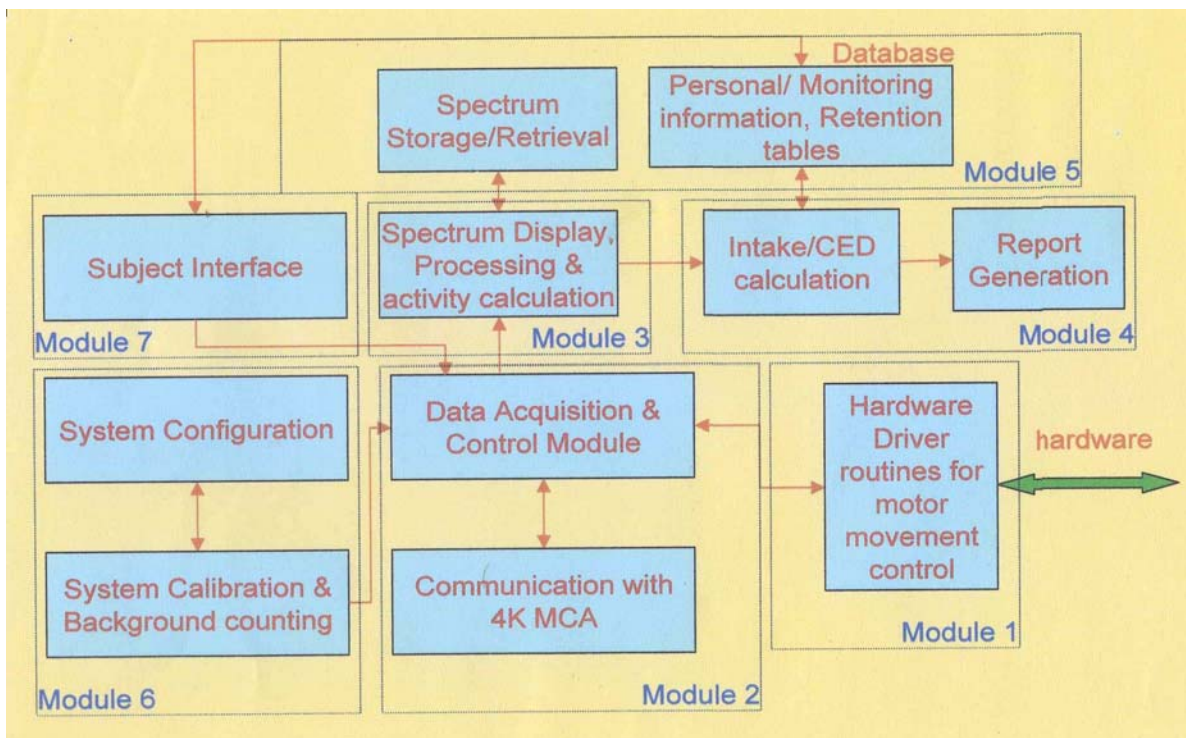 Database
Spectrum
Storage/Retrieval
Personal/ Monitoring
information, Retention
tables
Module 5
Subject Interface
Module 7
Spectrum Display,
Processing &
activity calculation
Module 3
Intake/CED
calculation
Report
Generation
Module 4
System Configuration
System Calibration &
Background counting
Module 6
Data Acquisition &
Control Module
Communication with
4K MCA
Module 2
Hardware
Driver
routines for
motor
movement
control
Module 1
hardware